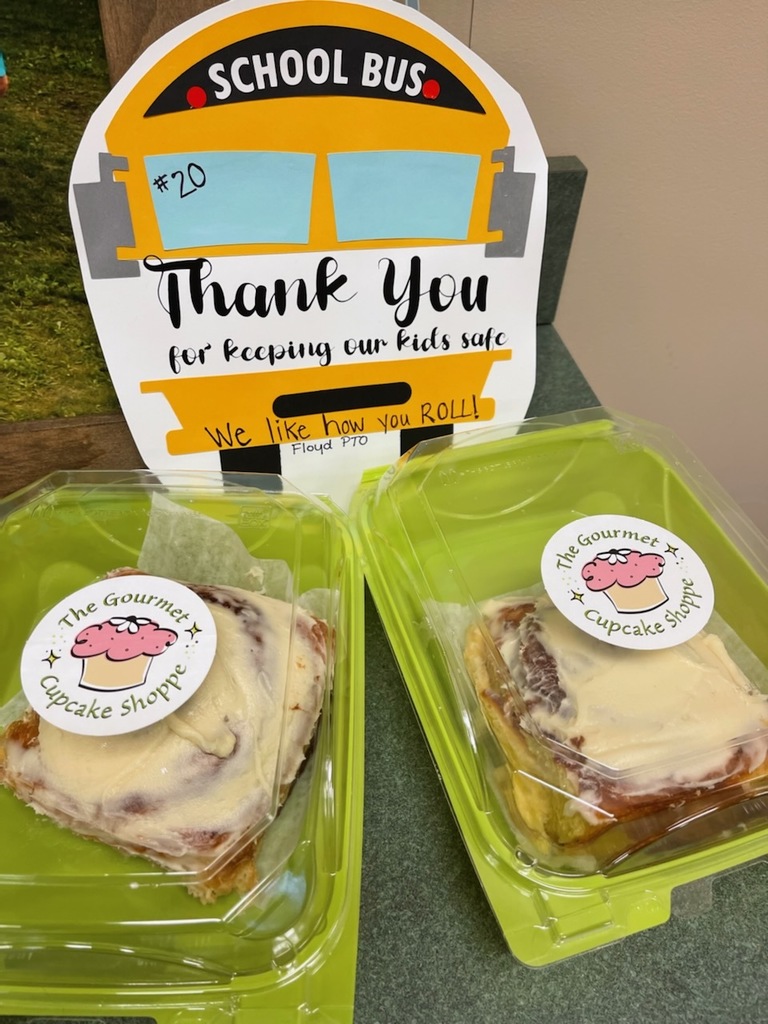 SCHOOL BUS
#20
Thank You
for keeping our kids safe
We like how you ROLL!
Floyd PTO
The Gourmet
Cupcake Shoppe
The Gourmet
Cupcake Shoppe